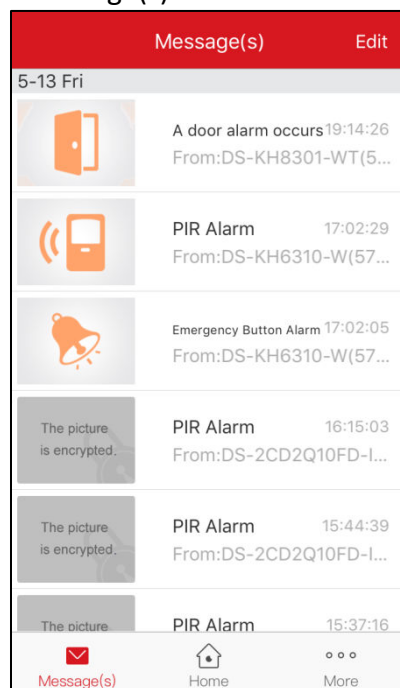 Message(s) Edit
5-13 Fri
A door alarm occurs 19:14:26
From:DS-KH8301-WT(5...
PIR Alarm 17:02:29
From:DS-KH6310-W(57...
Emergency Button Alarm 17:02:05
From:DS-KH6310-W(57...
The picture
is encrypted.
PIR Alarm 16:15:03
From:DS-2CD2Q10FD-I...
The picture
is encrypted.
PIR Alarm 15:44:39
From:DS-2CD2Q10FD-I...
The picture
PIR Alarm 15:37:16
Message(s) Home More